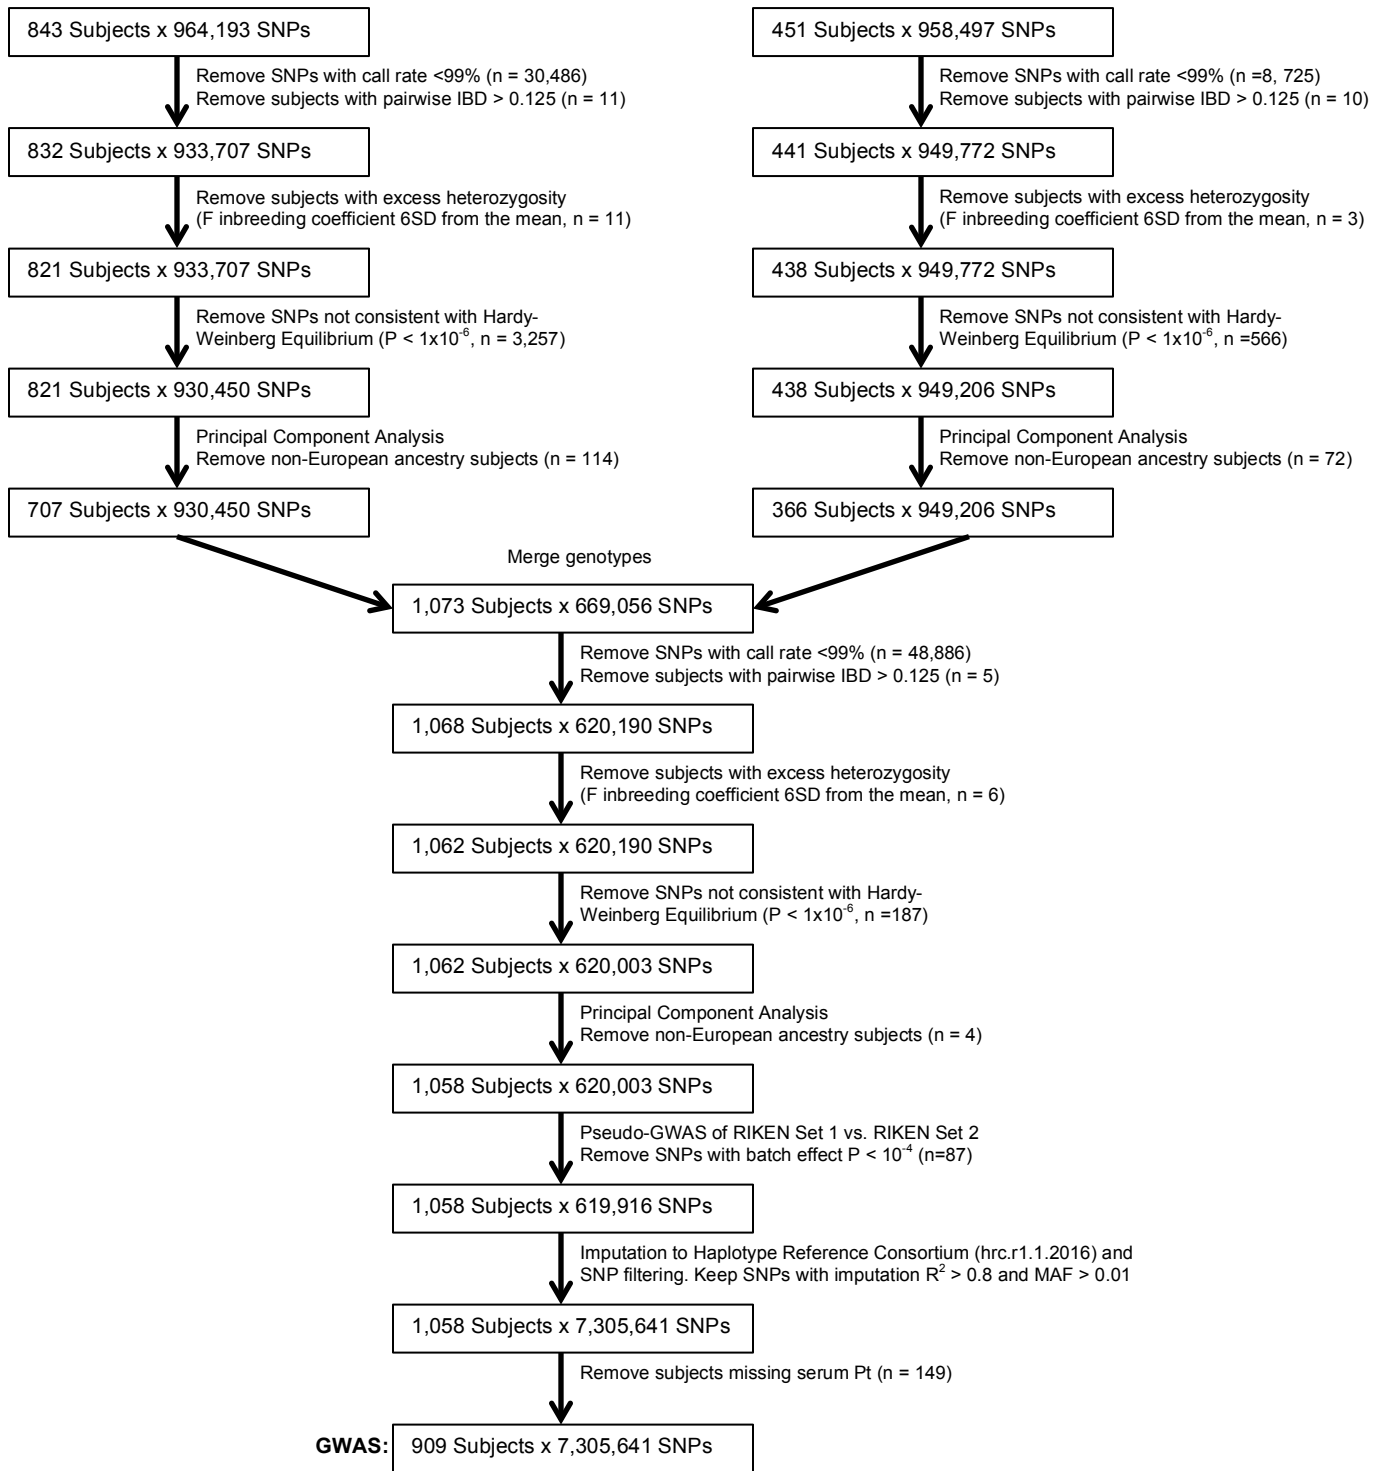 843 Subjects x 964,193 SNPs
Remove SNPs with call rate <99% (n = 30,486)
Remove subjects with pairwise IBD > 0.125 (n = 11)
832 Subjects x 933,707 SNPs
Remove subjects with excess heterozygosity
(F inbreeding coefficient 6SD from the mean, n = 11)
821 Subjects x 933,707 SNPs
Remove SNPs not consistent with Hardy-
Weinberg Equilibrium (P < 1x10⁻⁶, n = 3,257)
821 Subjects x 930,450 SNPs
Principal Component Analysis
Remove non-European ancestry subjects (n = 114)
707 Subjects x 930,450 SNPs
451 Subjects x 958,497 SNPs
Remove SNPs with call rate <99% (n =8, 725)
Remove subjects with pairwise IBD > 0.125 (n = 10)
441 Subjects x 949,772 SNPs
Remove subjects with excess heterozygosity
(F inbreeding coefficient 6SD from the mean, n = 3)
438 Subjects x 949,772 SNPs
Remove SNPs not consistent with Hardy-
Weinberg Equilibrium (P < 1x10⁻⁶, n =566)
438 Subjects x 949,206 SNPs
Principal Component Analysis
Remove non-European ancestry subjects (n = 72)
366 Subjects x 949,206 SNPs
Merge genotypes
1,073 Subjects x 669,056 SNPs
Remove SNPs with call rate <99% (n = 48,886)
Remove subjects with pairwise IBD > 0.125 (n = 5)
1,068 Subjects x 620,190 SNPs
Remove subjects with excess heterozygosity
(F inbreeding coefficient 6SD from the mean, n = 6)
1,062 Subjects x 620,190 SNPs
Remove SNPs not consistent with Hardy-
Weinberg Equilibrium (P < 1x10⁻⁶, n =187)
1,062 Subjects x 620,003 SNPs
Principal Component Analysis
Remove non-European ancestry subjects (n = 4)
1,058 Subjects x 620,003 SNPs
Pseudo-GWAS of RIKEN Set 1 vs. RIKEN Set 2
Remove SNPs with batch effect P < 10⁻⁴ (n=87)
1,058 Subjects x 619,916 SNPs
Imputation to Haplotype Reference Consortium (hrc.r1.1.2016) and
SNP filtering. Keep SNPs with imputation R² > 0.8 and MAF > 0.01
1,058 Subjects x 7,305,641 SNPs
Remove subjects missing serum Pt (n = 149)
GWAS: 909 Subjects x 7,305,641 SNPs